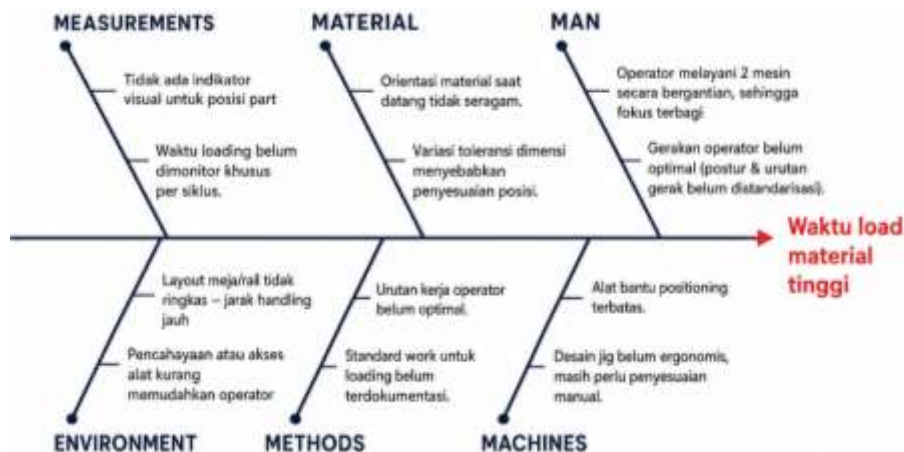 MEASUREMENTS
Tidak ada indikator
visual untuk posisi part
Waktu loading belum
dimonitor khusus
per siklus.
MATERIAL
Orientasi material saat
datang tidak seragam.
Variasi toleransi dimensi
menyebabkan
penyesuaian posisi.
MAN
Operator melayani 2 mesin
secara bergantian, sehingga
fokus terbagi
Gerakan operator belum
optimal (postur & urutan
gerak belum distandarisasi).
Waktu load
material
tinggi
Layout meja/rail tidak
ringkas – jarak handling
jauh
Pencahayaan atau akses
alat kurang
memudahkan operator
ENVIRONMENT
Urutan kerja operator
belum optimal.
Standard work untuk
loading belum
terdokumentasi.
METHODS
Alat bantu positioning
terbatas.
Desain jig belum ergonomis,
masih perlu penyesuaian
manual.
MACHINES